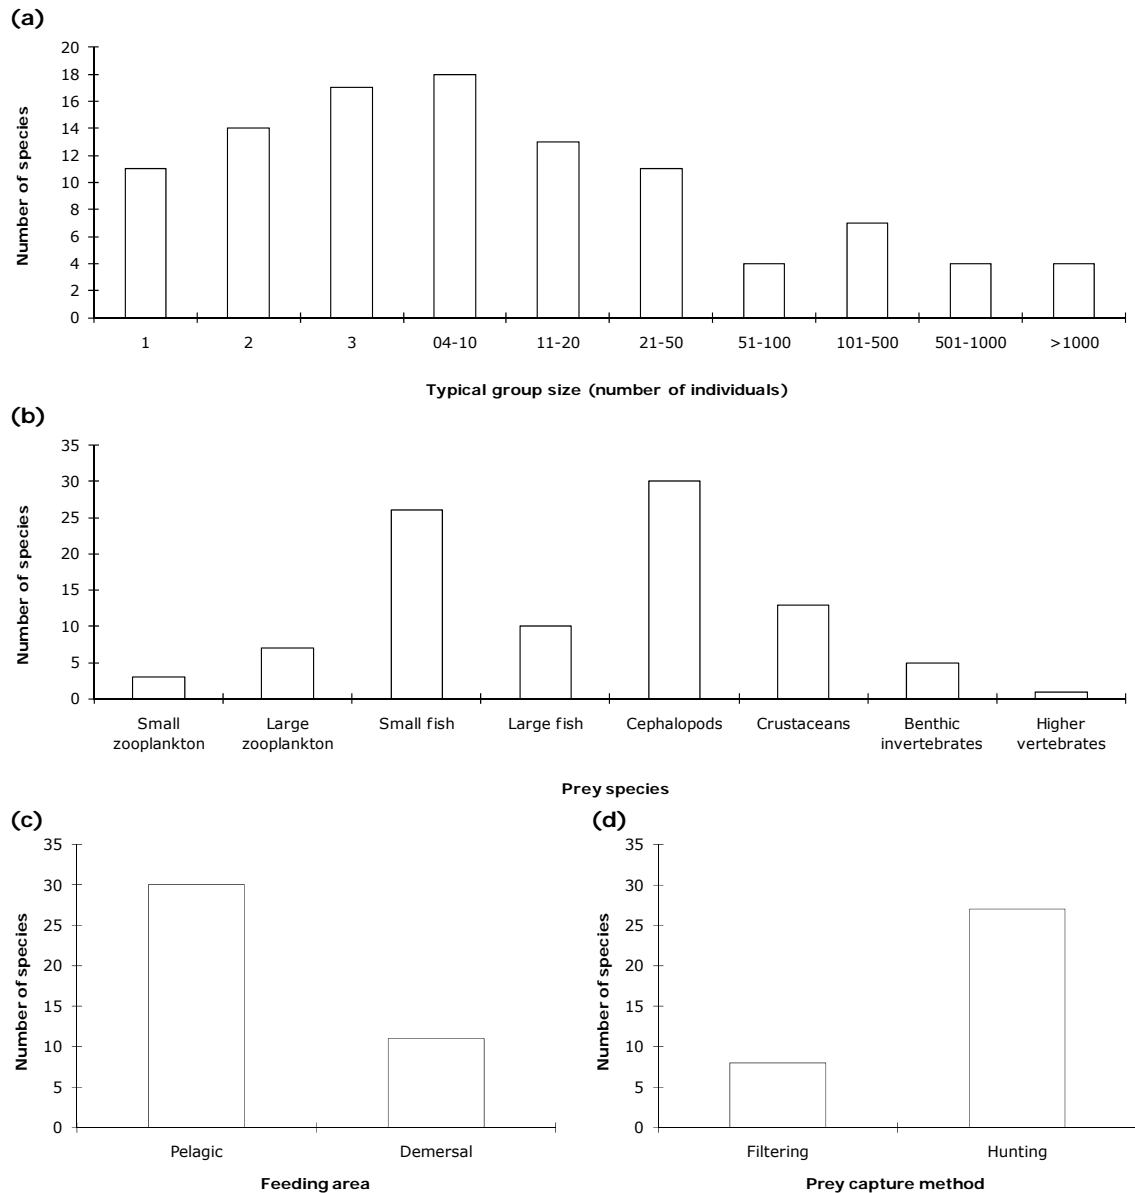 (a)
Number of species
20
18
16
14
12
10
8
6
4
2
0
1 2 3 04-10 11-20 21-50 51-100 101-500 501-1000 >1000
Typical group size (number of individuals)
(b)
Number of species
35
30
25
20
15
10
5
0
Small Large Small fish Large fish Cephalopods Crustaceans Benthic Higher
zooplankton zooplankton invertebrates vertebrates
Prey species
(c)
Number of species
35
30
25
20
15
10
5
0
Pelagic Demersal
Feeding area
(d)
Number of species
35
30
25
20
15
10
5
0
Filtering Hunting
Prey capture method